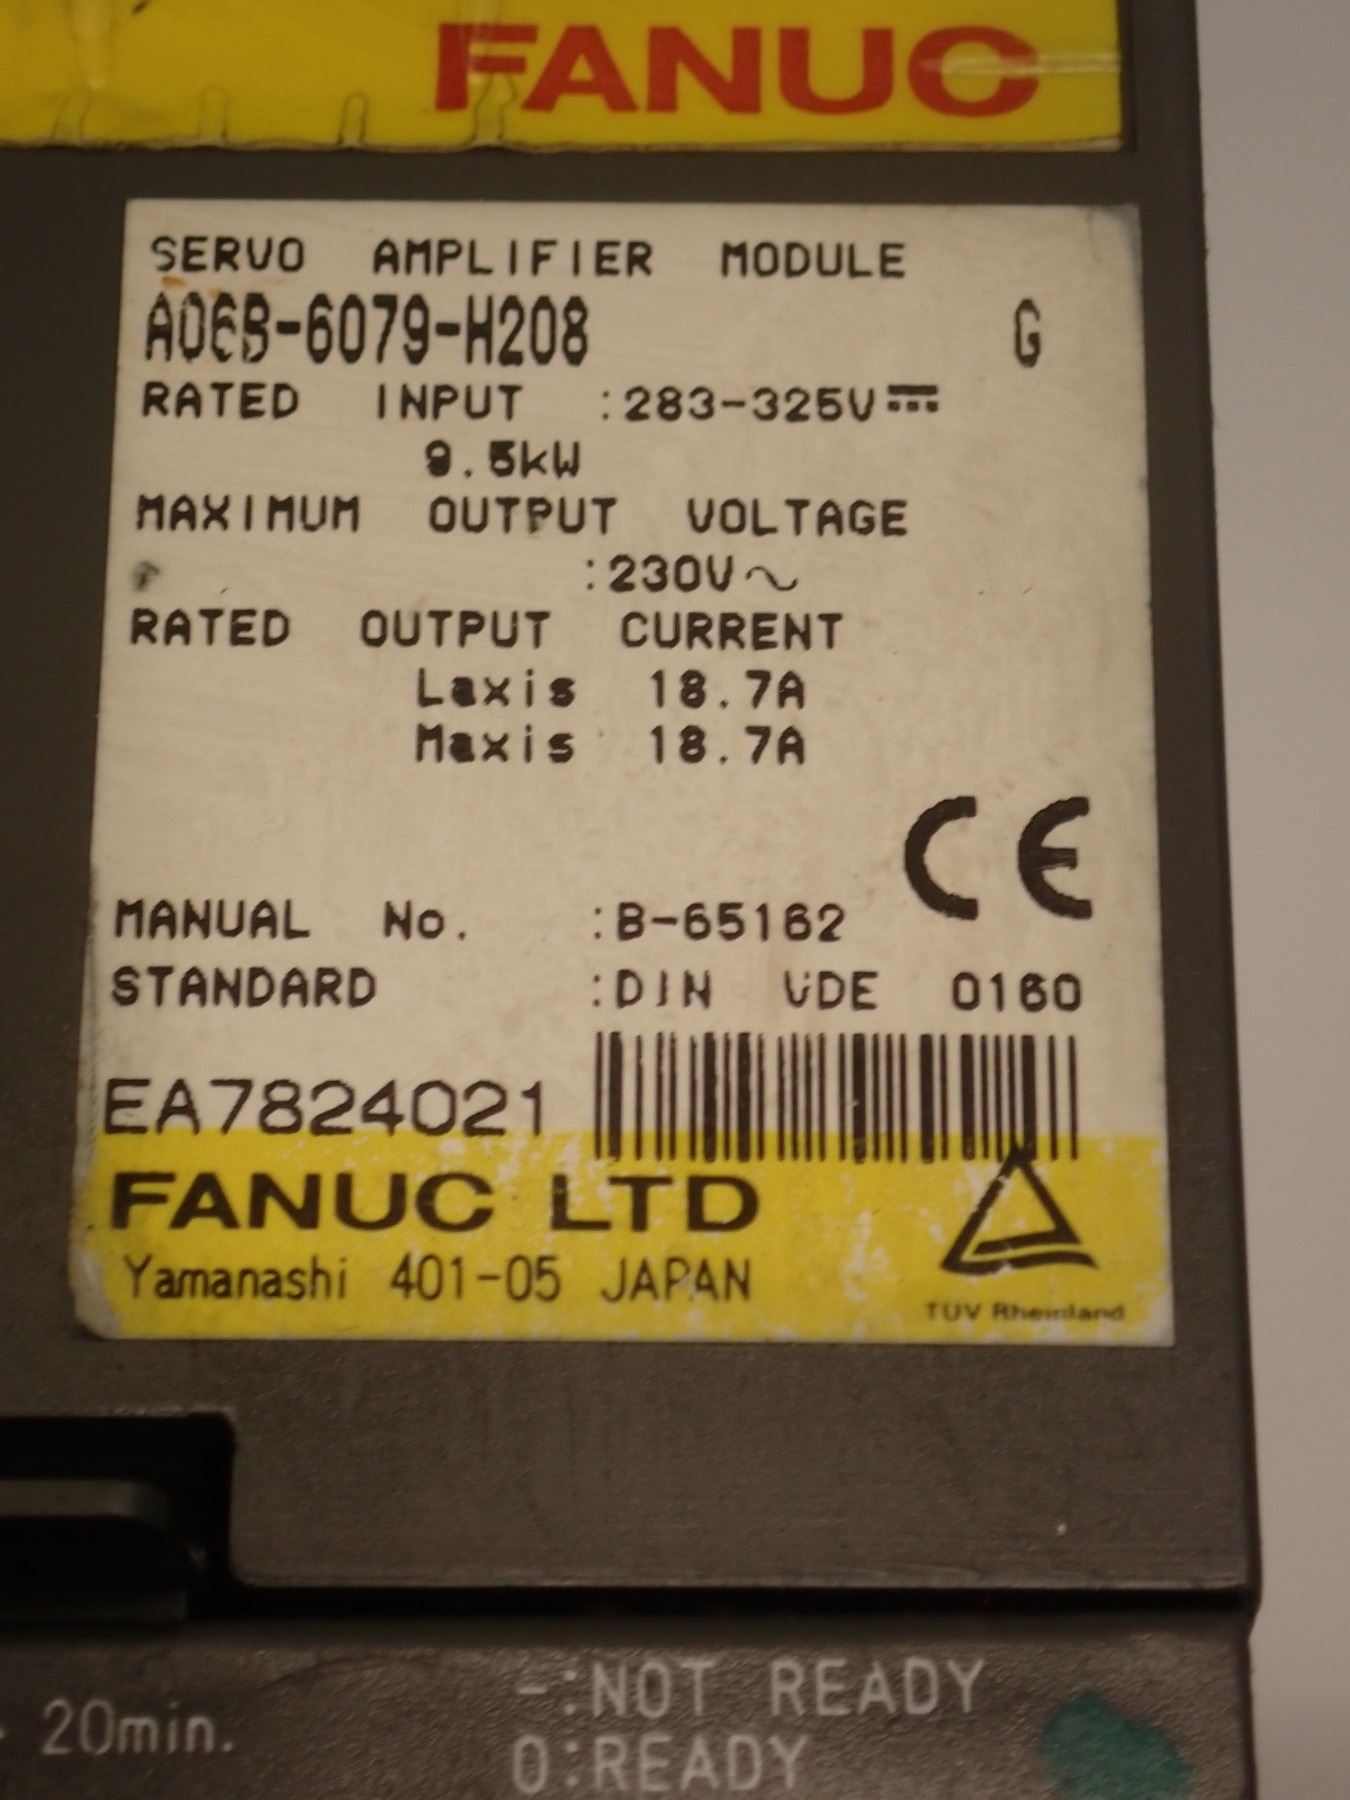 FANUC
SERVO AMPLIFIER MODULE
A06B-6079-H208 G
RATED INPUT :283-325V⎓
9.5kW
MAXIMUM OUTPUT VOLTAGE
:230V∼
RATED OUTPUT CURRENT
Laxis 18.7A
Maxis 18.7A
CE
MANUAL No. :B-65162
STANDARD :DIN VDE 0160
EA7824021
FANUC LTD
Yamanashi 401-05 JAPAN
TUV Rheinland
-:NOT READY
20min.
0:READY